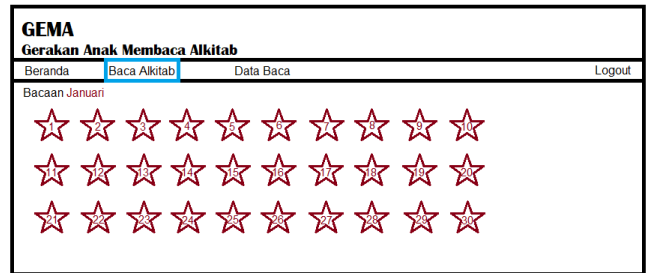 GEMA
Gerakan Anak Membaca Alkitab
Beranda Baca Alkitab Data Baca Logout
Bacaan Januari
1 2 3 4 5 6 7 8 9 10
11 12 13 14 15 16 17 18 19 20
21 22 23 24 25 26 27 28 29 30